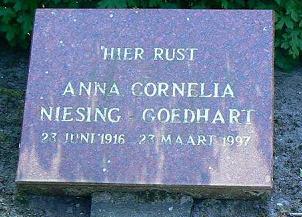 HIER RUST
ANNA CORNELIA
NIESING - GOEDHART
23 JUNI 1916 - 23 MAART 1997